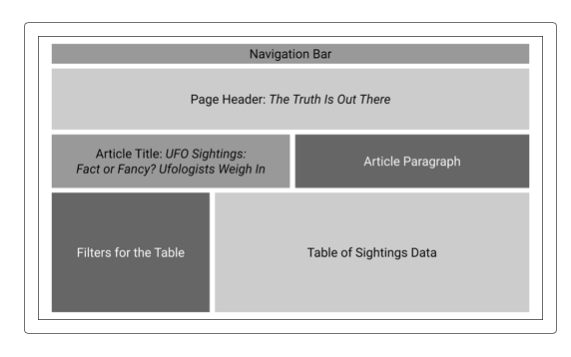 Navigation Bar
Page Header: The Truth Is Out There
Article Title: UFO Sightings:
Fact or Fancy? Ufologists Weigh In
Article Paragraph
Filters for the Table
Table of Sightings Data